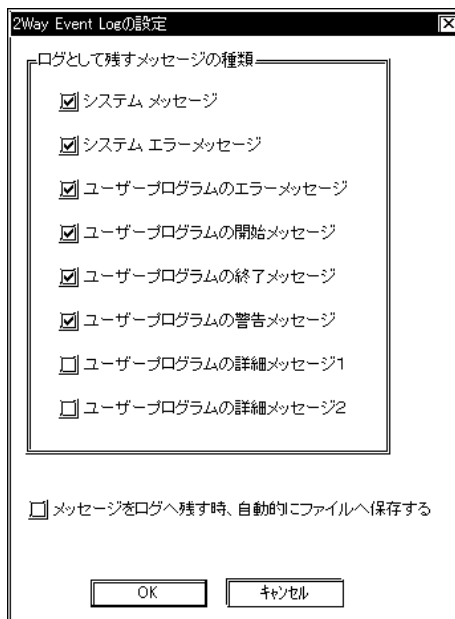 2Way Event Logの設定
ログとして残すメッセージの種類
システム メッセージ
システム エラーメッセージ
ユーザープログラムのエラーメッセージ
ユーザープログラムの開始メッセージ
ユーザープログラムの終了メッセージ
ユーザープログラムの警告メッセージ
ユーザープログラムの詳細メッセージ1
ユーザープログラムの詳細メッセージ2
メッセージをログへ残す時、自動的にファイルへ保存する
OK
ｷｬﾝｾﾙ